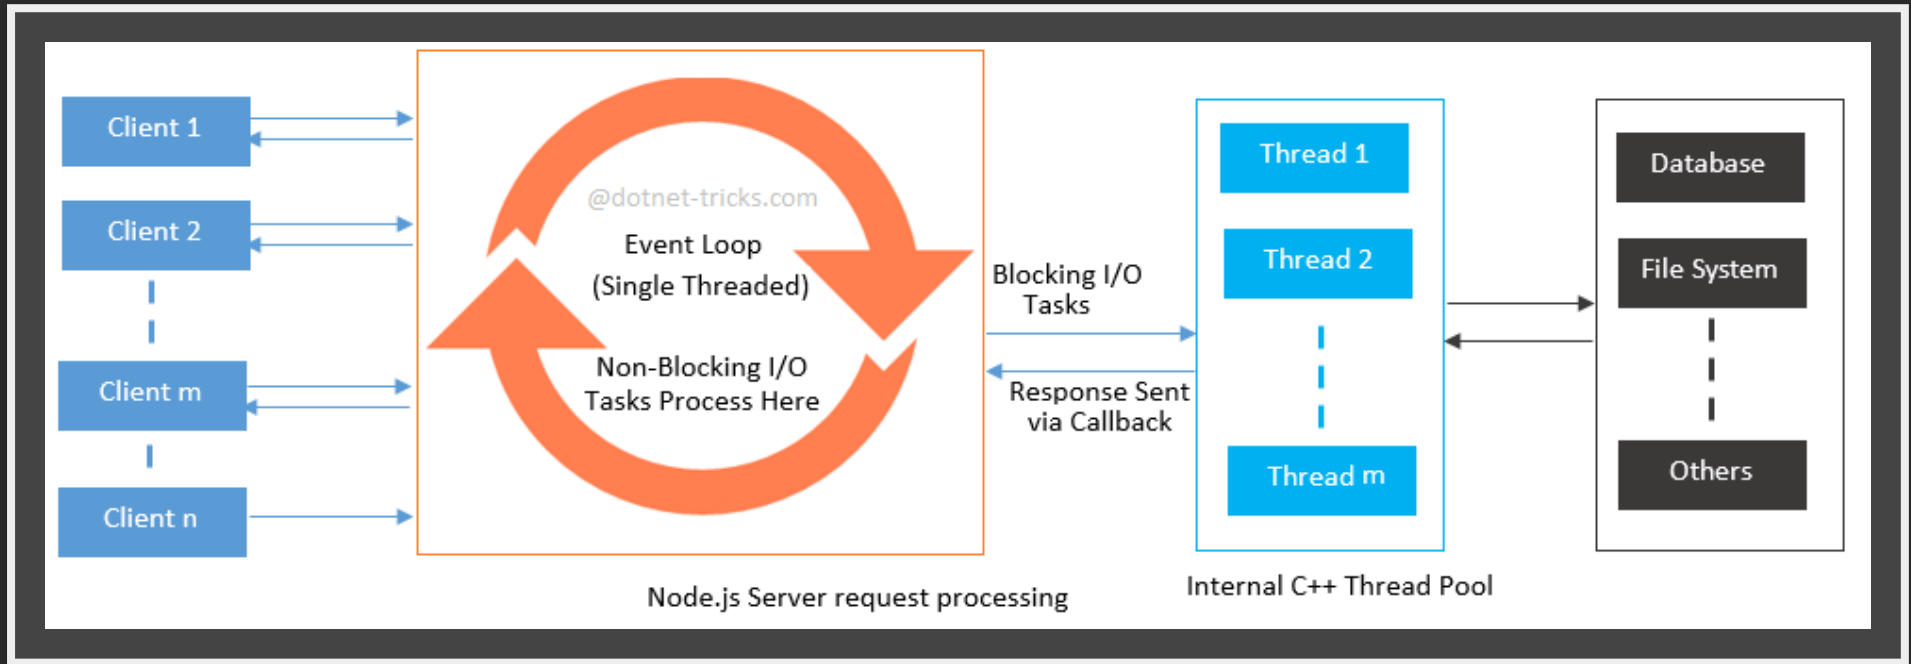 Client 1
Client 2
Client m
Client n
@dotnet-tricks.com
Event Loop
(Single Threaded)
Non-Blocking I/O
Tasks Process Here
Blocking I/O
Tasks
Response Sent
via Callback
Thread 1
Thread 2
Thread m
Database
File System
Others
Node.js Server request processing
Internal C++ Thread Pool